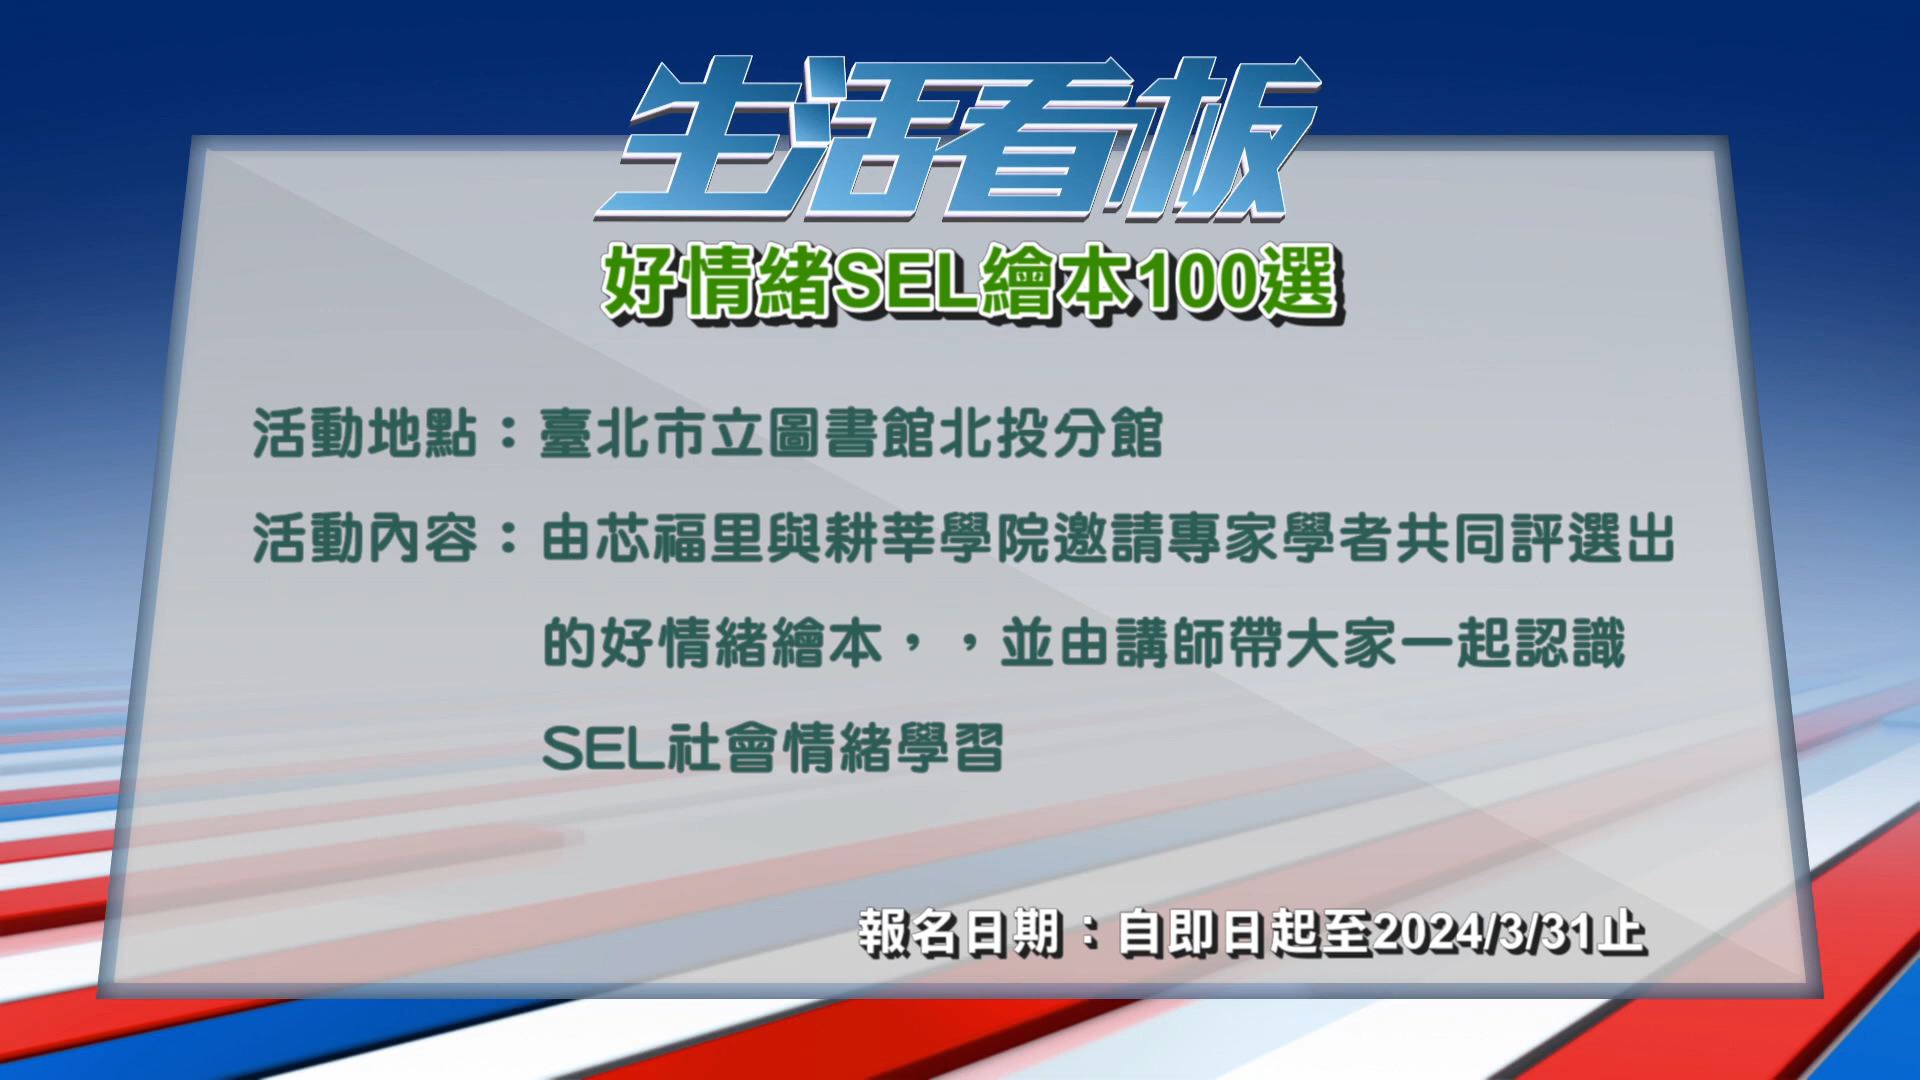 生活看板
好情緒SEL繪本100選
活動地點：臺北市立圖書館北投分館
活動內容：由芯福里與耕莘學院邀請專家學者共同評選出
的好情緒繪本，，並由講師帶大家一起認識
SEL社會情緒學習
報名日期：自即日起至2024/3/31止